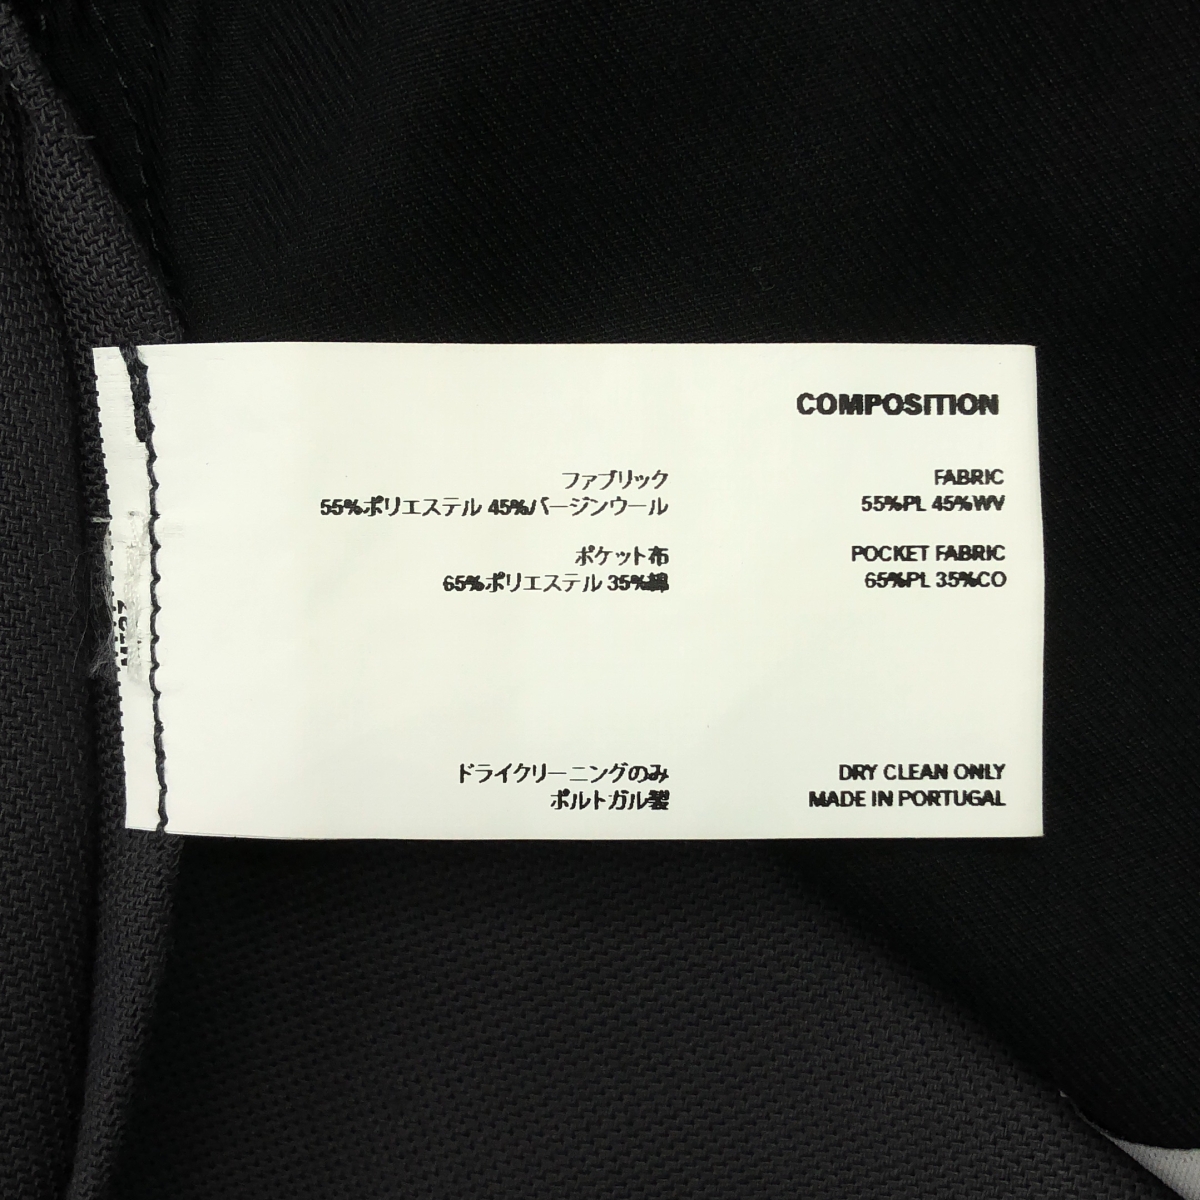 COMPOSITION
ファブリック
55%ポリエステル 45%バージンウール
ポケット布
65%ポリエステル 35%綿
ドライクリーニングのみ
ポルトガル製
FABRIC
55%PL 45%WV
POCKET FABRIC
65%PL 35%CO
DRY CLEAN ONLY
MADE IN PORTUGAL